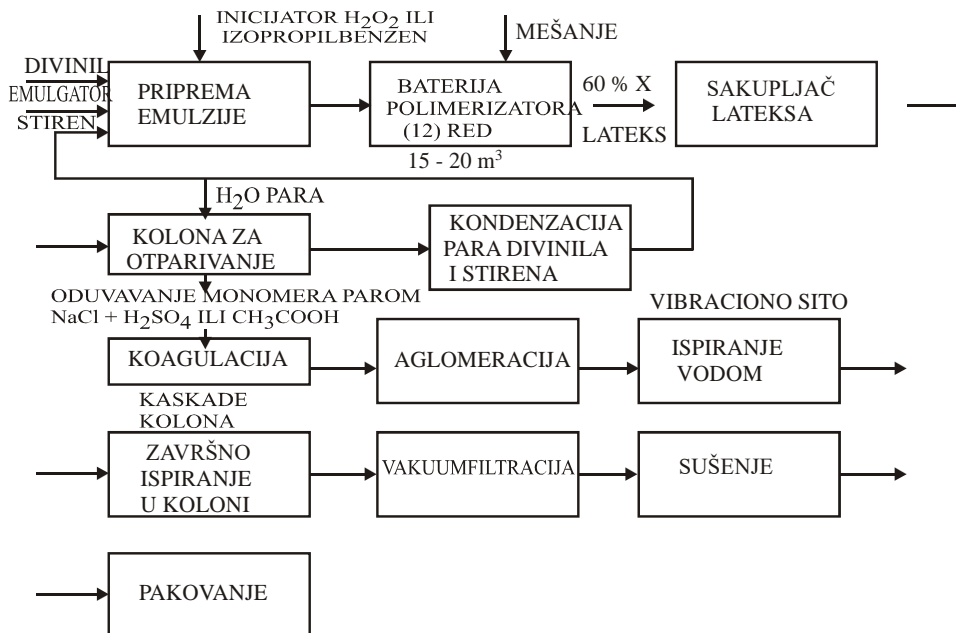 INICIJATOR H₂O₂ ILI
IZOPROPILBENZEN
MEŠANJE
DIVINIL
EMULGATOR
STIREN
PRIPREMA
EMULZIJE
BATERIJA
POLIMERIZATORA
(12) RED
15 - 20 m³
60 % X
LATEKS
SAKUPLJAČ
LATEKSA
H₂O PARA
KOLONA ZA
OTPARIVANJE
KONDENZACIJA
PARA DIVINILA
I STIRENA
ODUVAVANJE MONOMERA PAROM
NaCl + H₂SO₄ ILI CH₃COOH
KOAGULACIJA
AGLOMERACIJA
VIBRACIONO SITO
ISPIRANJE
VODOM
KASKADE
KOLONA
ZAVRŠNO
ISPIRANJE
U KOLONI
VAKUUMFILTRACIJA
SUŠENJE
PAKOVANJE